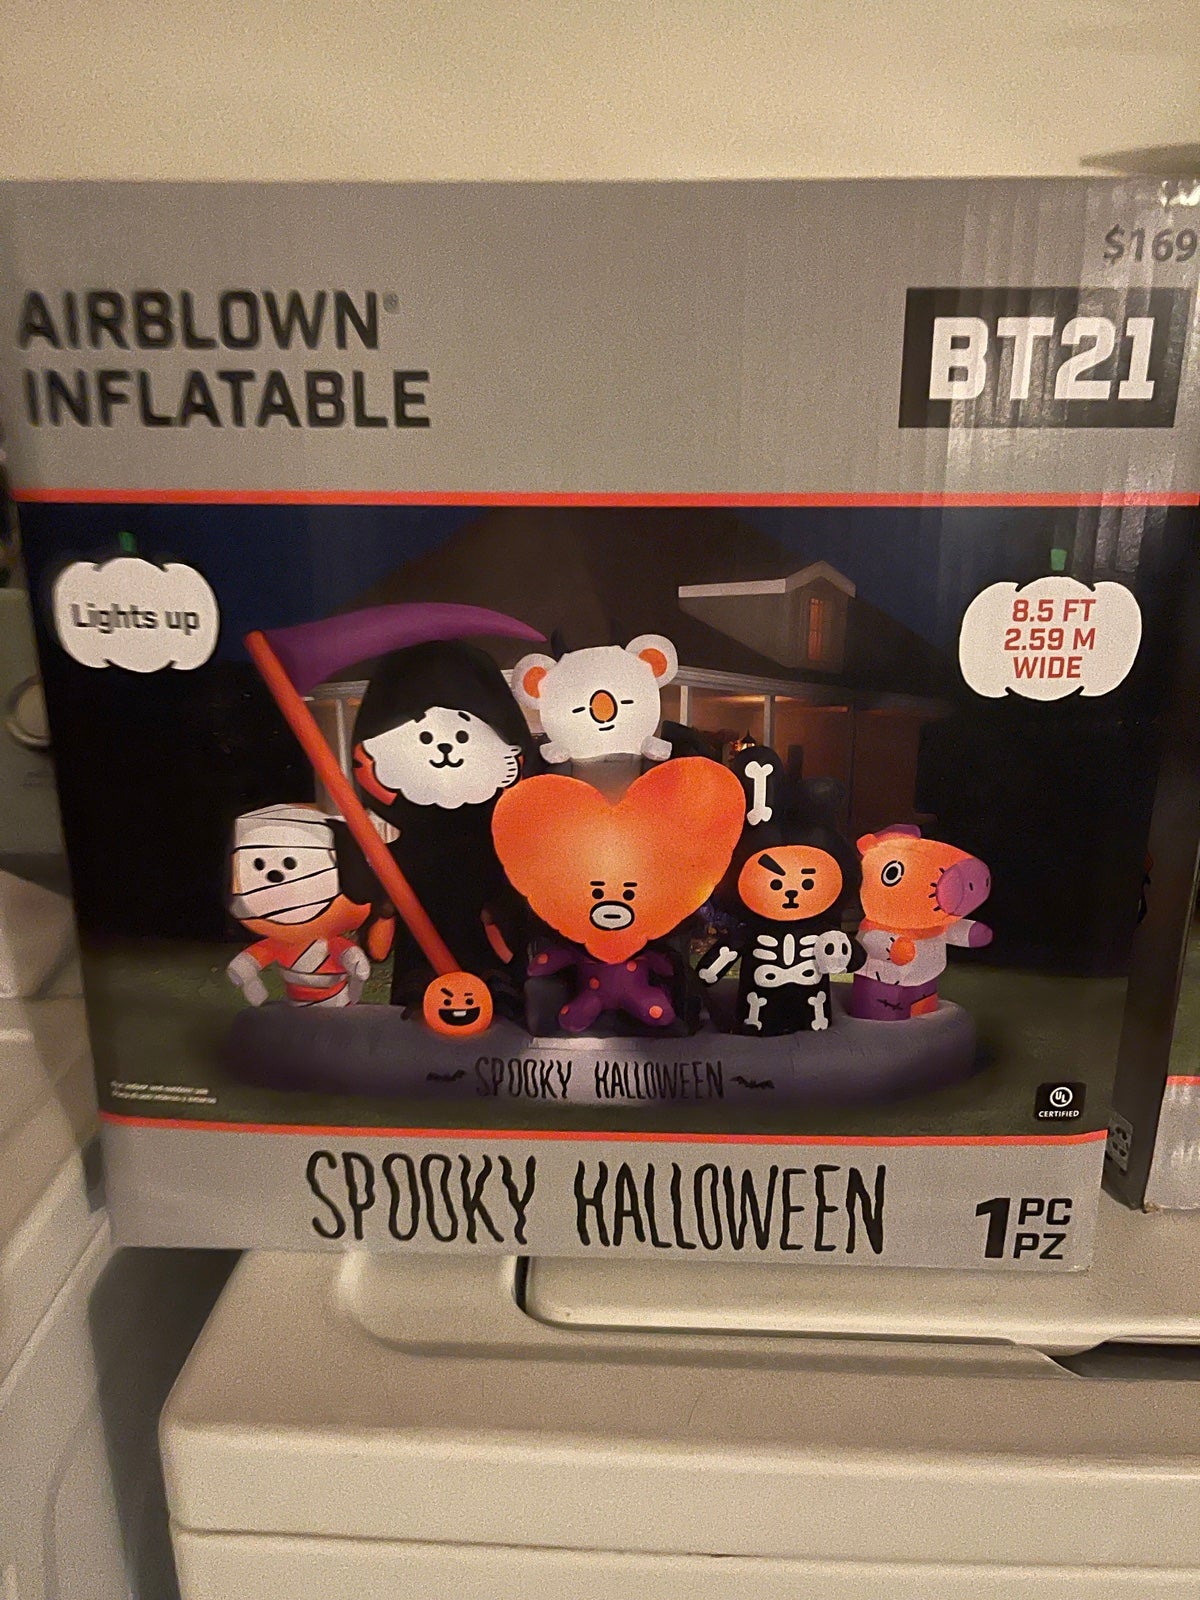 $169
AIRBLOWN®
INFLATABLE
BT21
Lights up
8.5 FT
2.59 M
WIDE
SPOOKY HALLOWEEN
UL
CERTIFIED
SPOOKY HALLOWEEN
1 PC
PZ